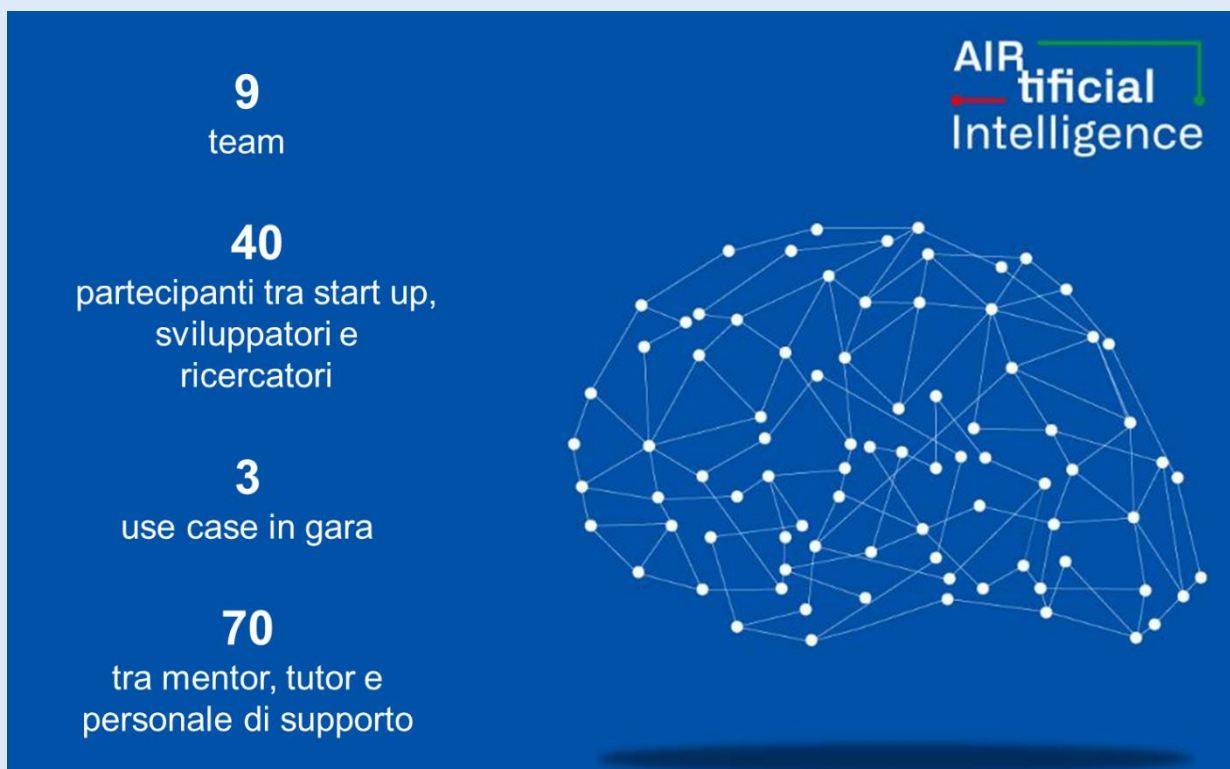 9
team
40
partecipanti tra start up,
sviluppatori e
ricercatori
3
use case in gara
70
tra mentor, tutor e
personale di supporto
AIR
tificial
Intelligence